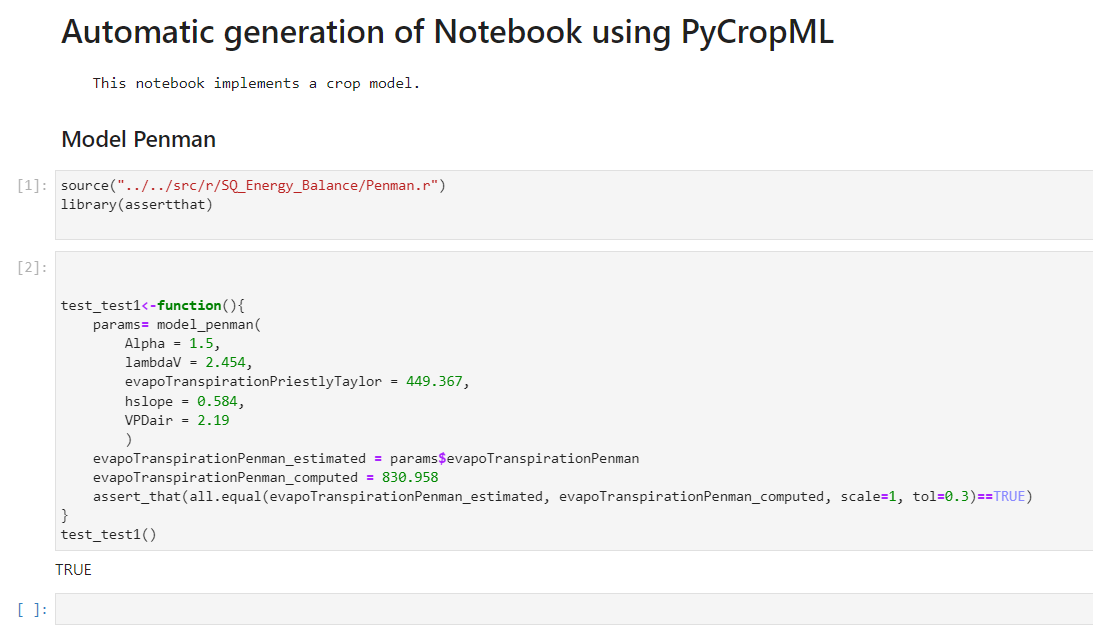 Automatic generation of Notebook using PyCropML
This notebook implements a crop model.
Model Penman
[1]: source("../../src/r/SQ_Energy_Balance/Penman.r")
library(assertthat)
[2]:
test_test1<-function(){
    params= model_penman(
        Alpha = 1.5,
        lambdaV = 2.454,
        evapoTranspirationPriestlyTaylor = 449.367,
        hslope = 0.584,
        VPDair = 2.19
        )
    evapoTranspirationPenman_estimated = params$evapoTranspirationPenman
    evapoTranspirationPenman_computed = 830.958
    assert_that(all.equal(evapoTranspirationPenman_estimated, evapoTranspirationPenman_computed, scale=1, tol=0.3)==TRUE)
}
test_test1()
TRUE
[ ]: